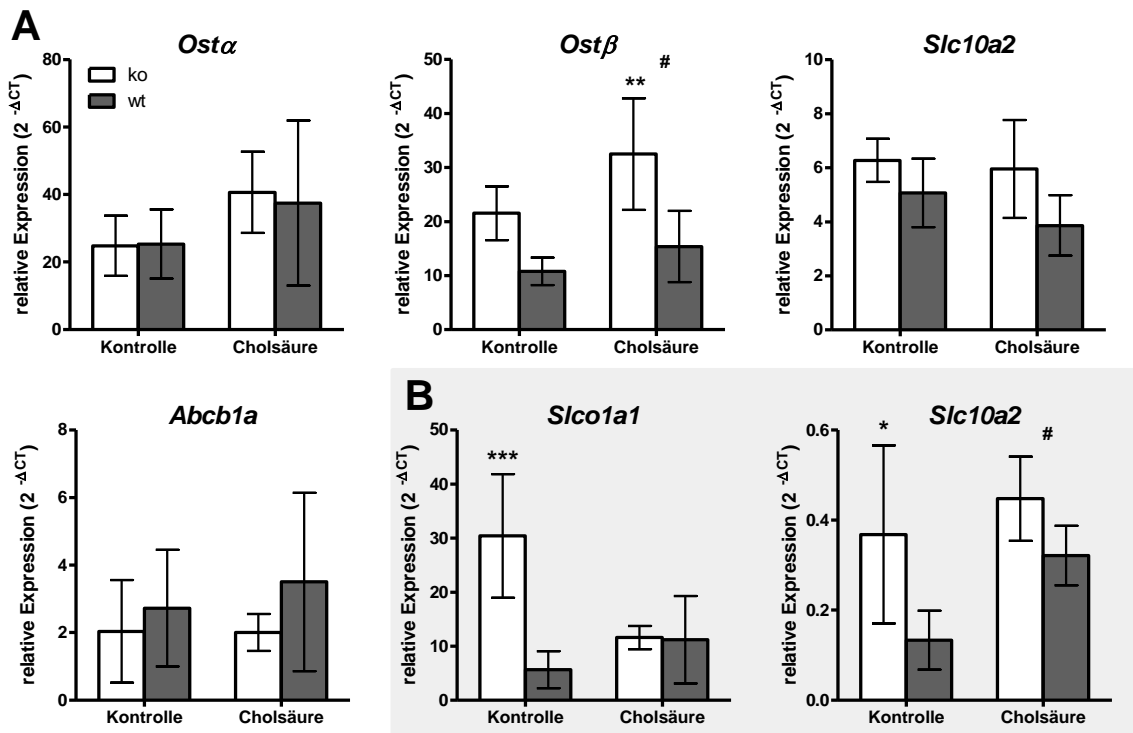 A
Ostα
relative Expression (2 -ΔCT)
80
60
40
20
0
ko
wt
Kontrolle Cholsäure
Ostβ
relative Expression (2 -ΔCT)
50
40
30
20
10
0
** #
Kontrolle Cholsäure
Slc10a2
relative Expression (2 -ΔCT)
10
8
6
4
2
0
Kontrolle Cholsäure
Abcb1a
relative Expression (2 -ΔCT)
8
6
4
2
0
Kontrolle Cholsäure
B
Slco1a1
relative Expression (2 -ΔCT)
50
40
30
20
10
0
***
Kontrolle Cholsäure
Slc10a2
relative Expression (2 -ΔCT)
0.6
0.4
0.2
0.0
* #
Kontrolle Cholsäure